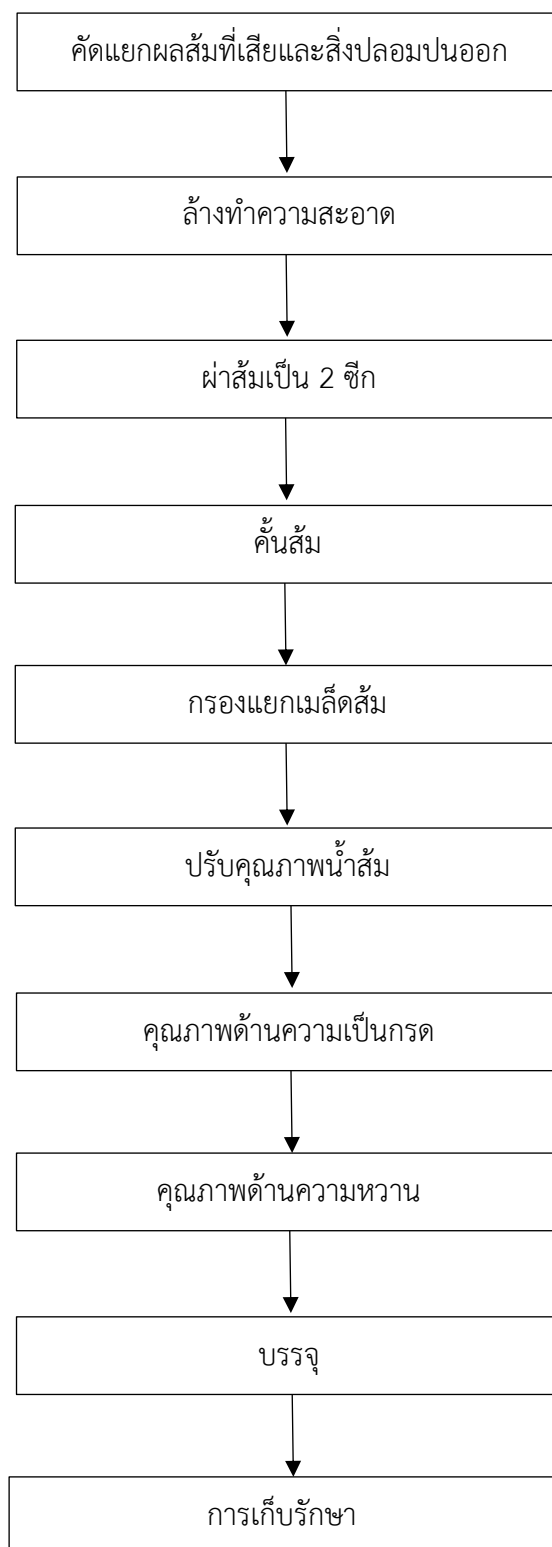 คัดแยกผลส้มที่เสียและสิ่งปลอมปนออก
ล้างทำความสะอาด
ผ่าส้มเป็น 2 ซีก
คั้นส้ม
กรองแยกเมล็ดส้ม
ปรับคุณภาพน้ำส้ม
คุณภาพด้านความเป็นกรด
คุณภาพด้านความหวาน
บรรจุ
การเก็บรักษา